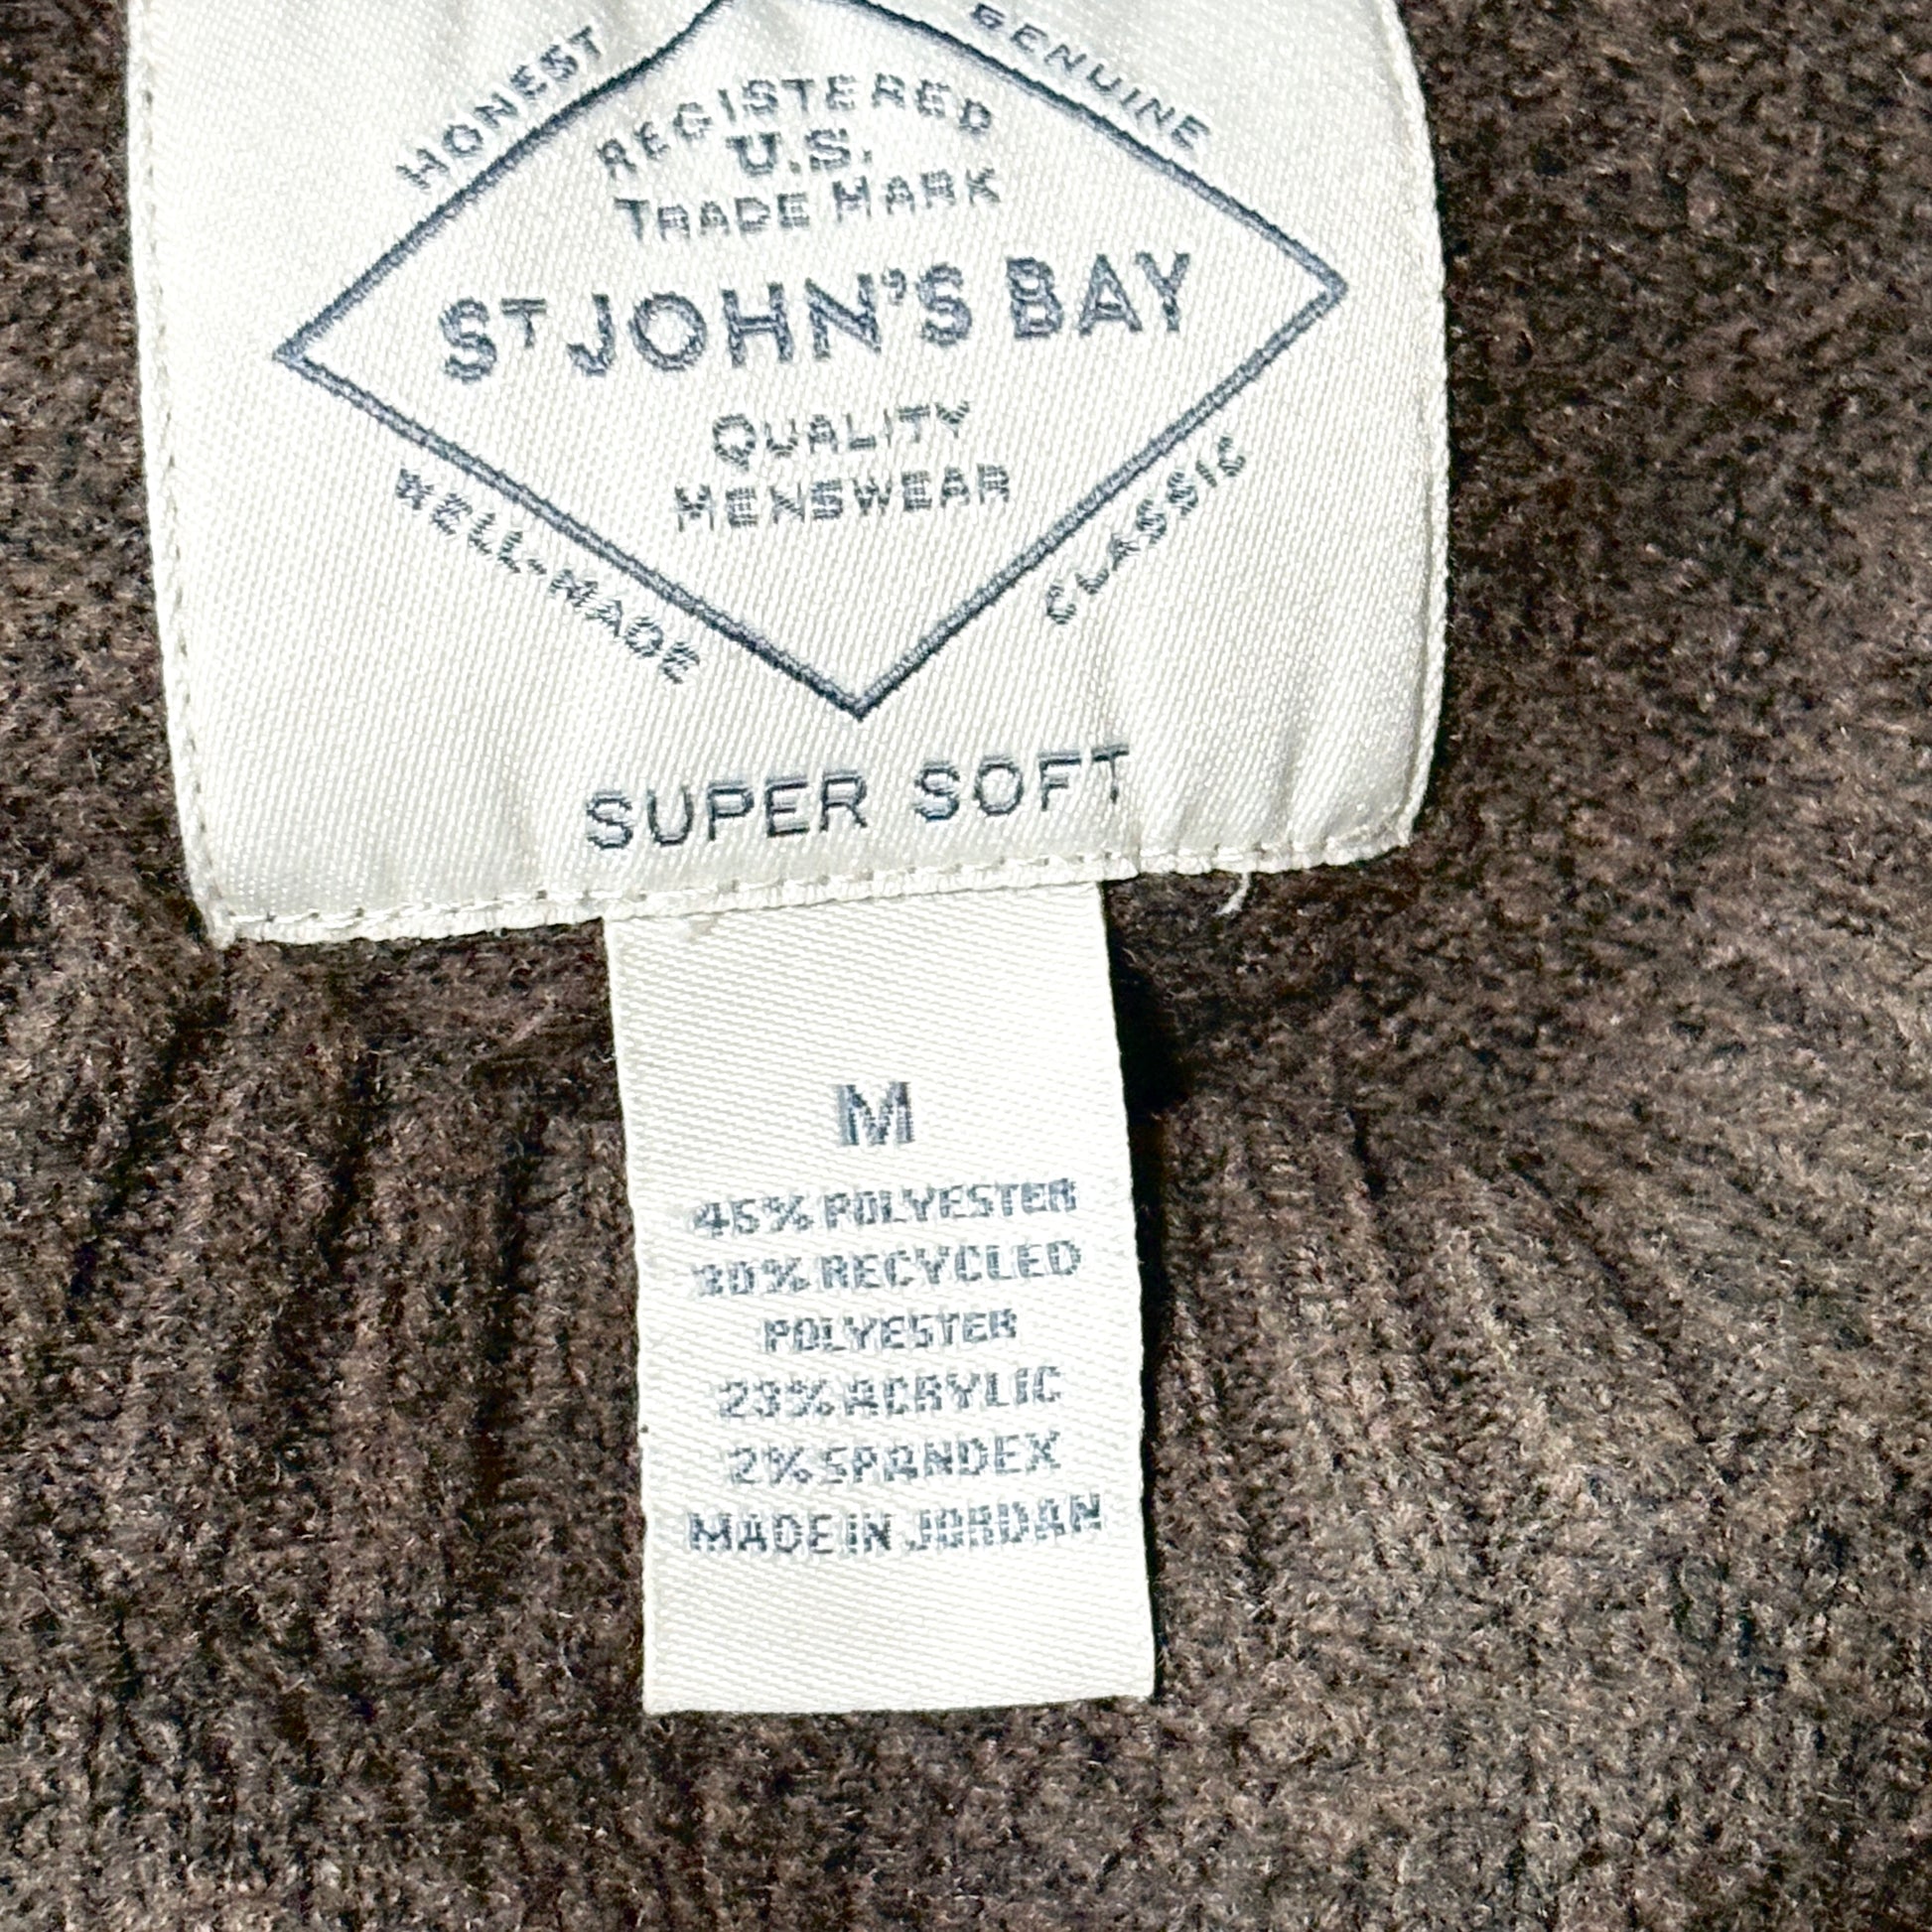 HONEST
GENUINE
REGISTERED
U.S.
TRADE MARK
ST JOHN'S BAY
QUALITY
MENSWEAR
WELL-MADE
CLASSIC
SUPER SOFT
M
45% POLYESTER
30% RECYCLED
POLYESTER
23% ACRYLIC
2% SPANDEX
MADE IN JORDAN